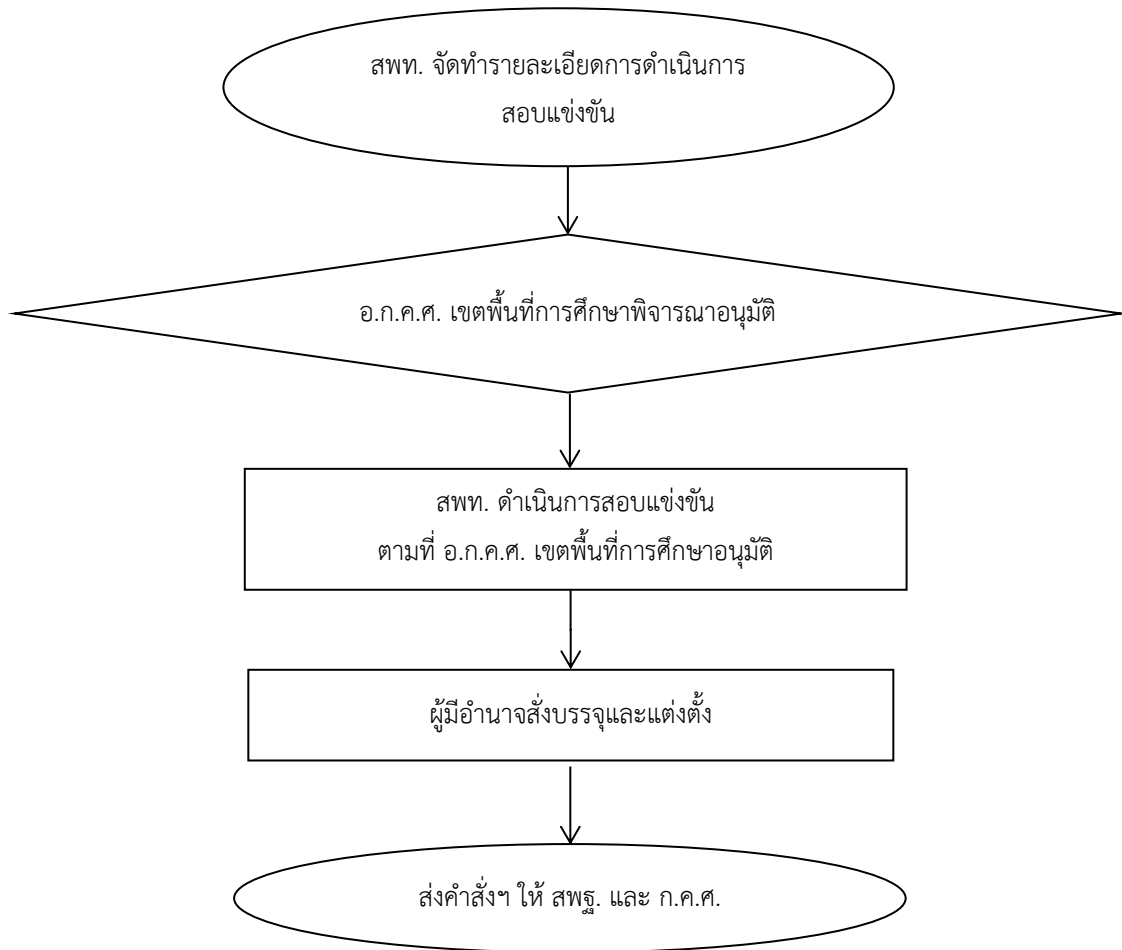 สพท. จัดทำรายละเอียดการดำเนินการ
สอบแข่งขัน
อ.ก.ค.ศ. เขตพื้นที่การศึกษาพิจารณาอนุมัติ
สพท. ดำเนินการสอบแข่งขัน
ตามที่ อ.ก.ค.ศ. เขตพื้นที่การศึกษาอนุมัติ
ผู้มีอำนาจสั่งบรรจุและแต่งตั้ง
ส่งคำสั่งฯ ให้ สพฐ. และ ก.ค.ศ.